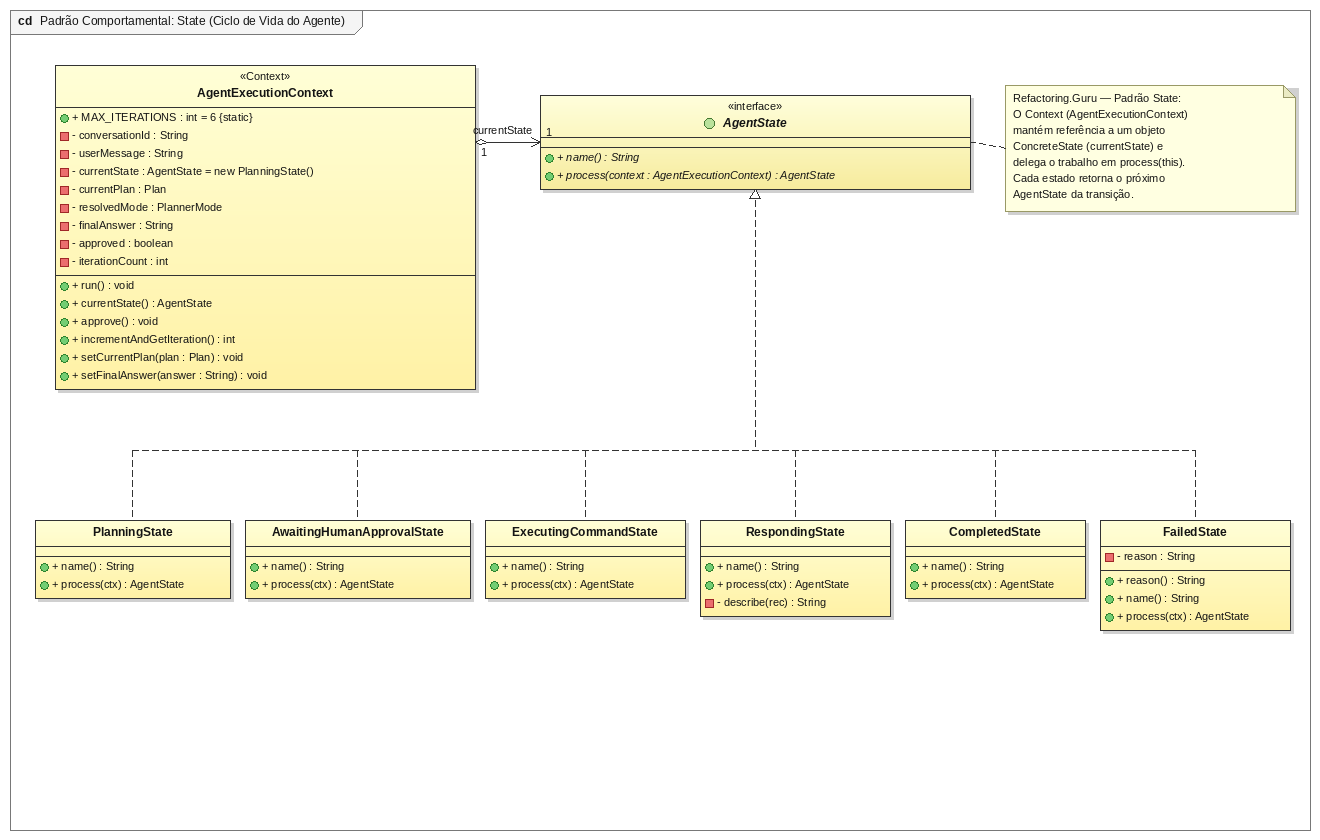 cd Padrão Comportamental: State (Ciclo de Vida do Agente)
«Context»
AgentExecutionContext
+ MAX_ITERATIONS : int = 6 {static}
- conversationId : String
- userMessage : String
- currentState : AgentState = new PlanningState()
- currentPlan : Plan
- resolvedMode : PlannerMode
- finalAnswer : String
- approved : boolean
- iterationCount : int
+ run() : void
+ currentState() : AgentState
+ approve() : void
+ incrementAndGetIteration() : int
+ setCurrentPlan(plan : Plan) : void
+ setFinalAnswer(answer : String) : void
currentState
1
1
«interface»
AgentState
+ name() : String
+ process(context : AgentExecutionContext) : AgentState
Refactoring.Guru — Padrão State:
O Context (AgentExecutionContext)
mantém referência a um objeto
ConcreteState (currentState) e
delega o trabalho em process(this).
Cada estado retorna o próximo
AgentState da transição.
PlanningState
+ name() : String
+ process(ctx) : AgentState
AwaitingHumanApprovalState
+ name() : String
+ process(ctx) : AgentState
ExecutingCommandState
+ name() : String
+ process(ctx) : AgentState
RespondingState
+ name() : String
+ process(ctx) : AgentState
- describe(rec) : String
CompletedState
+ name() : String
+ process(ctx) : AgentState
FailedState
- reason : String
+ reason() : String
+ name() : String
+ process(ctx) : AgentState